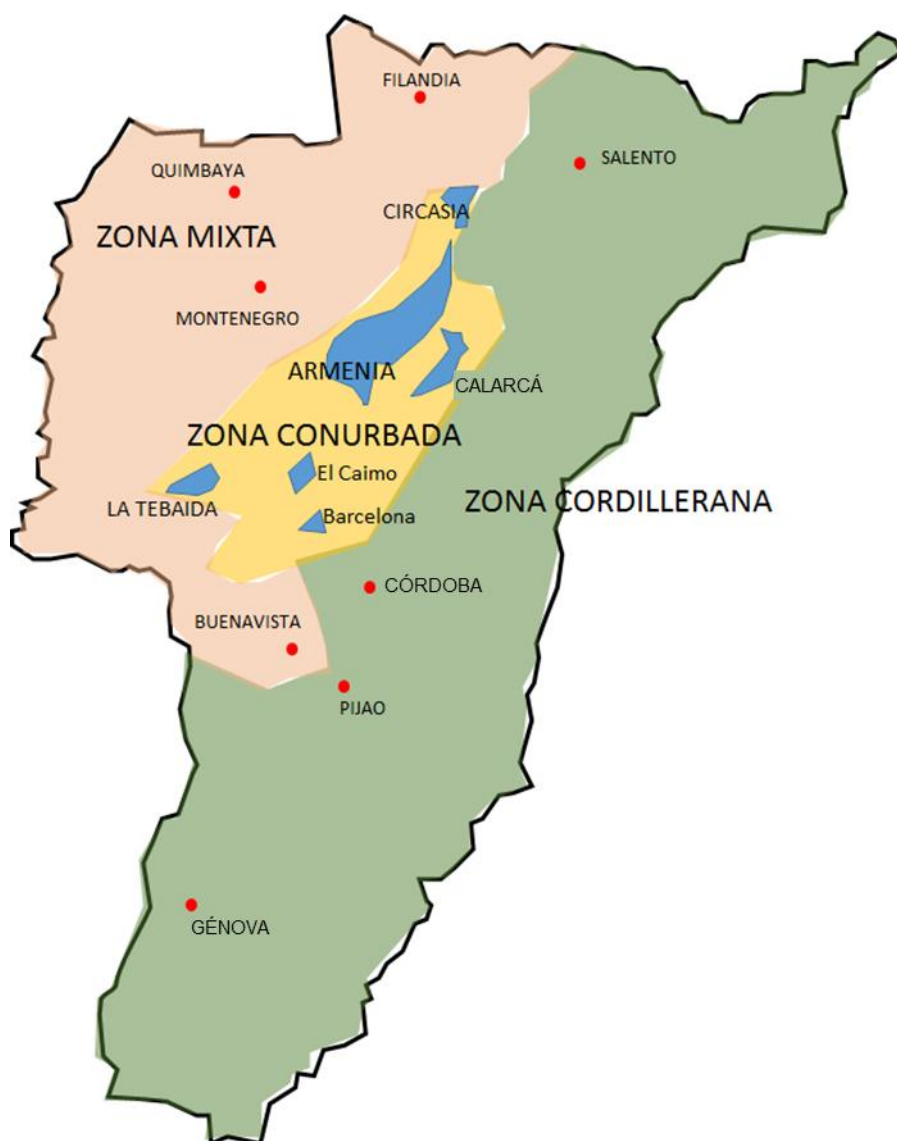 FILANDIA
SALENTO
QUIMBAYA
CIRCASIA
ZONA MIXTA
MONTENEGRO
ARMENIA
CALARCÁ
ZONA CONURBADA
El Caimo
ZONA CORDILLERANA
LA TEBAIDA
Barcelona
CÓRDOBA
BUENAVISTA
PIJAO
GÉNOVA